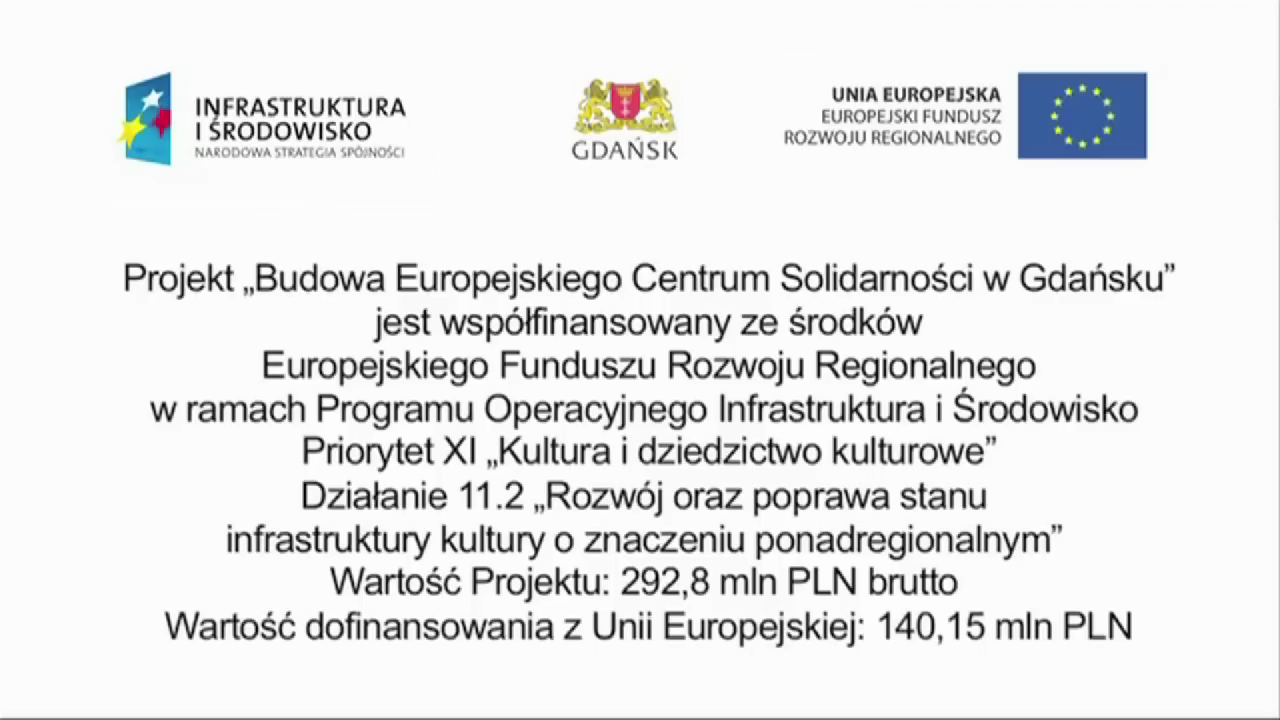 INFRASTRUKTURA
I ŚRODOWISKO
NARODOWA STRATEGIA SPÓJNOŚCI
GDAŃSK
UNIA EUROPEJSKA
EUROPEJSKI FUNDUSZ
ROZWOJU REGIONALNEGO
Projekt „Budowa Europejskiego Centrum Solidarności w Gdańsku”
jest współfinansowany ze środków
Europejskiego Funduszu Rozwoju Regionalnego
w ramach Programu Operacyjnego Infrastruktura i Środowisko
Priorytet XI „Kultura i dziedzictwo kulturowe”
Działanie 11.2 „Rozwój oraz poprawa stanu
infrastruktury kultury o znaczeniu ponadregionalnym”
Wartość Projektu: 292,8 mln PLN brutto
Wartość dofinansowania z Unii Europejskiej: 140,15 mln PLN